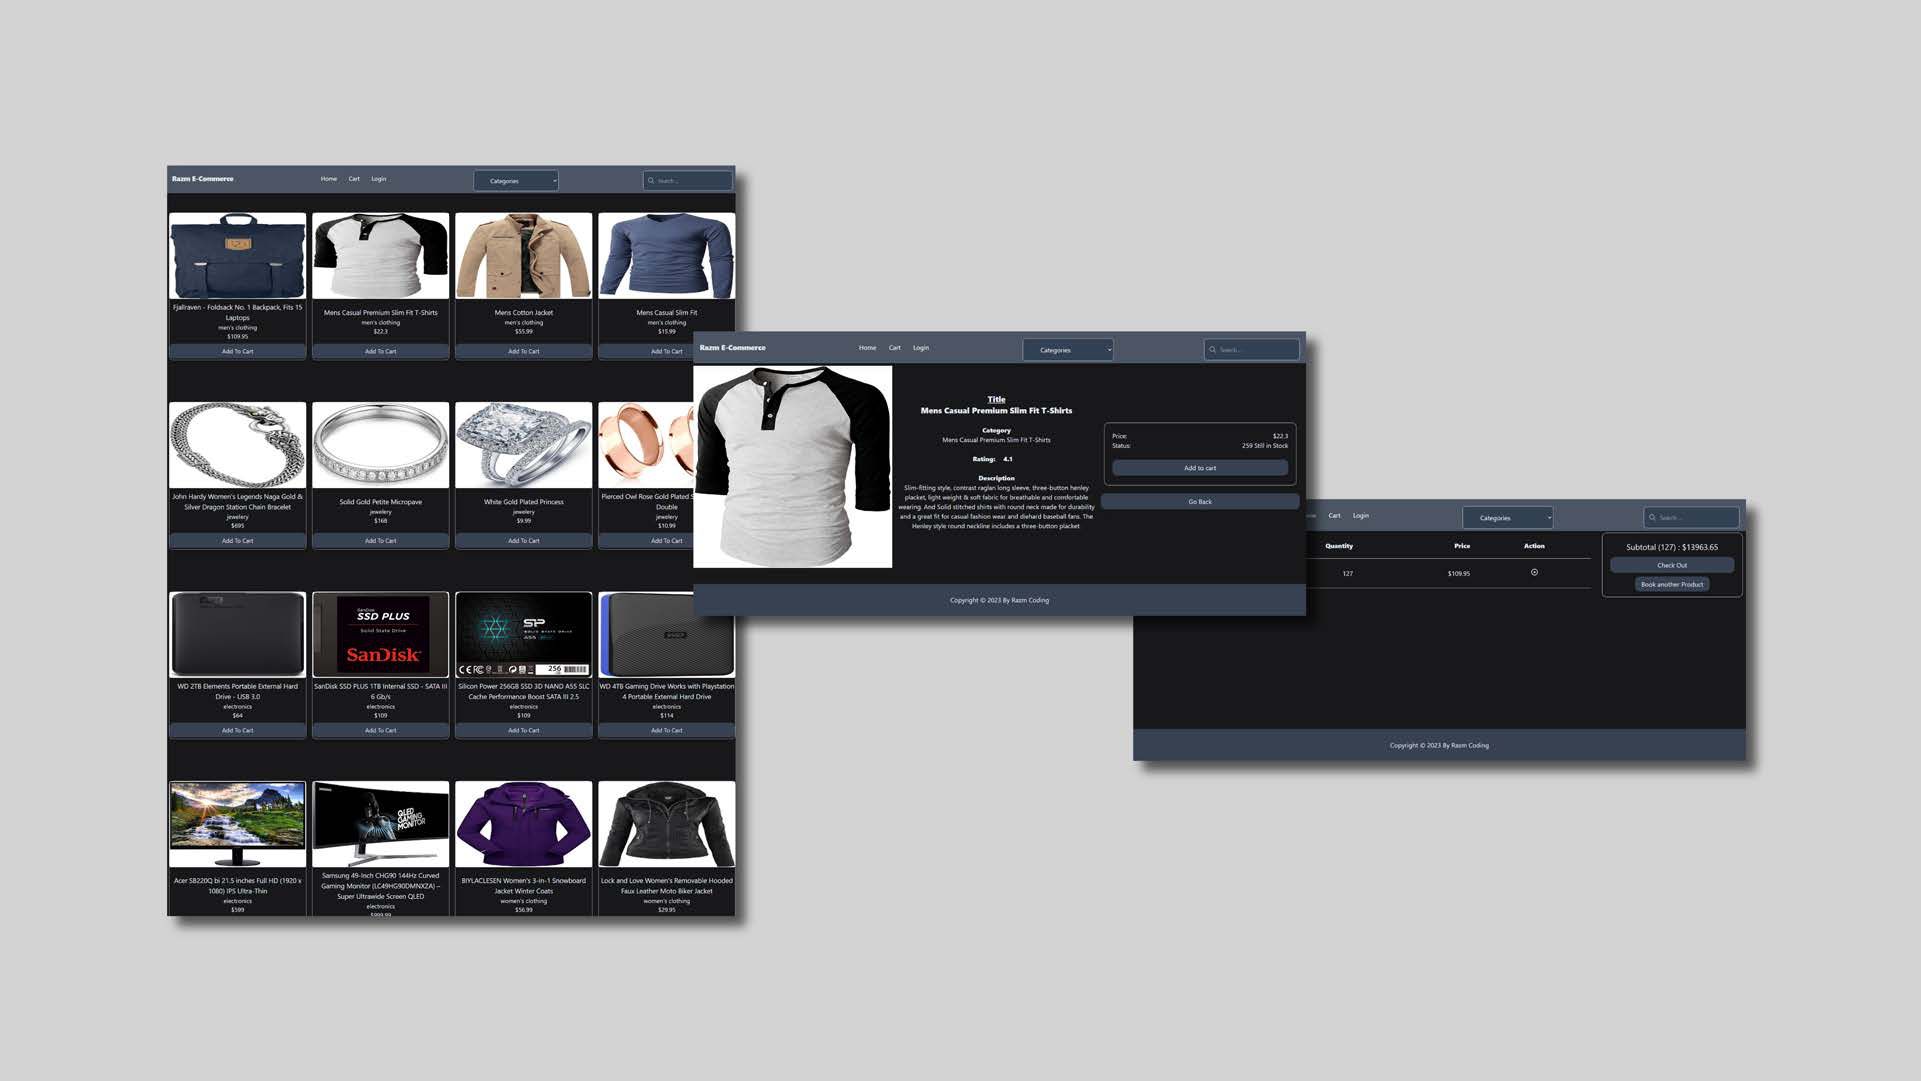 Razm E-Commerce
Home Cart Login
Categories
Search...
Fjallraven - Foldsack No. 1 Backpack, Fits 15
Laptops
men's clothing
$109.95
Add To Cart
Mens Casual Premium Slim Fit T-Shirts
men's clothing
$22.3
Add To Cart
Mens Cotton Jacket
men's clothing
$55.99
Add To Cart
Mens Casual Slim Fit
men's clothing
$15.99
Add To Cart
John Hardy Women's Legends Naga Gold &
Silver Dragon Station Chain Bracelet
jewelery
$695
Add To Cart
Solid Gold Petite Micropave
jewelery
$168
Add To Cart
White Gold Plated Princess
jewelery
$9.99
Add To Cart
Pierced Owl Rose Gold Plated S
Double
jewelery
$10.99
Add To Cart
WD 2TB Elements Portable External Hard
Drive - USB 3.0
electronics
$64
Add To Cart
SanDisk
SSD PLUS
Solid State Drive
SanDisk
SanDisk SSD PLUS 1TB Internal SSD - SATA III
6 Gb/s
electronics
$109
Add To Cart
SP
SOLID STATE DRIVE
A55
256
Silicon Power 256GB SSD 3D NAND A55 SLC
Cache Performance Boost SATA III 2.5
electronics
$109
Add To Cart
WD 4TB Gaming Drive Works with Playstation
4 Portable External Hard Drive
electronics
$114
Add To Cart
Acer SB220Q bi 21.5 inches Full HD (1920 x
1080) IPS Ultra-Thin
electronics
$599
QLED
GAMING
MONITOR
Samsung 49-Inch CHG90 144Hz Curved
Gaming Monitor (LC49HG90DMNXZA) –
Super Ultrawide Screen QLED
electronics
$999.99
BIYLACLESEN Women's 3-in-1 Snowboard
Jacket Winter Coats
women's clothing
$56.99
Lock and Love Women's Removable Hooded
Faux Leather Moto Biker Jacket
women's clothing
$29.95
Razm E-Commerce
Home Cart Login
Categories
Search...
Title
Mens Casual Premium Slim Fit T-Shirts
Category
Mens Casual Premium Slim Fit T-Shirts
Rating: 4.1
Description
Slim-fitting style, contrast raglan long sleeve, three-button henley
placket, light weight & soft fabric for breathable and comfortable
wearing. And Solid stitched shirts with round neck made for durability
and a great fit for casual fashion wear and diehard baseball fans. The
Henley style round neckline includes a three-button placket
Price: $22.3
Status: 259 Still in Stock
Add to cart
Go Back
Copyright © 2023 By Razm Coding
Cart Login
Categories
Search...
Quantity Price Action
127 $109.95
Subtotal (127) : $13963.65
Check Out
Book another Product
Copyright © 2023 By Razm Coding